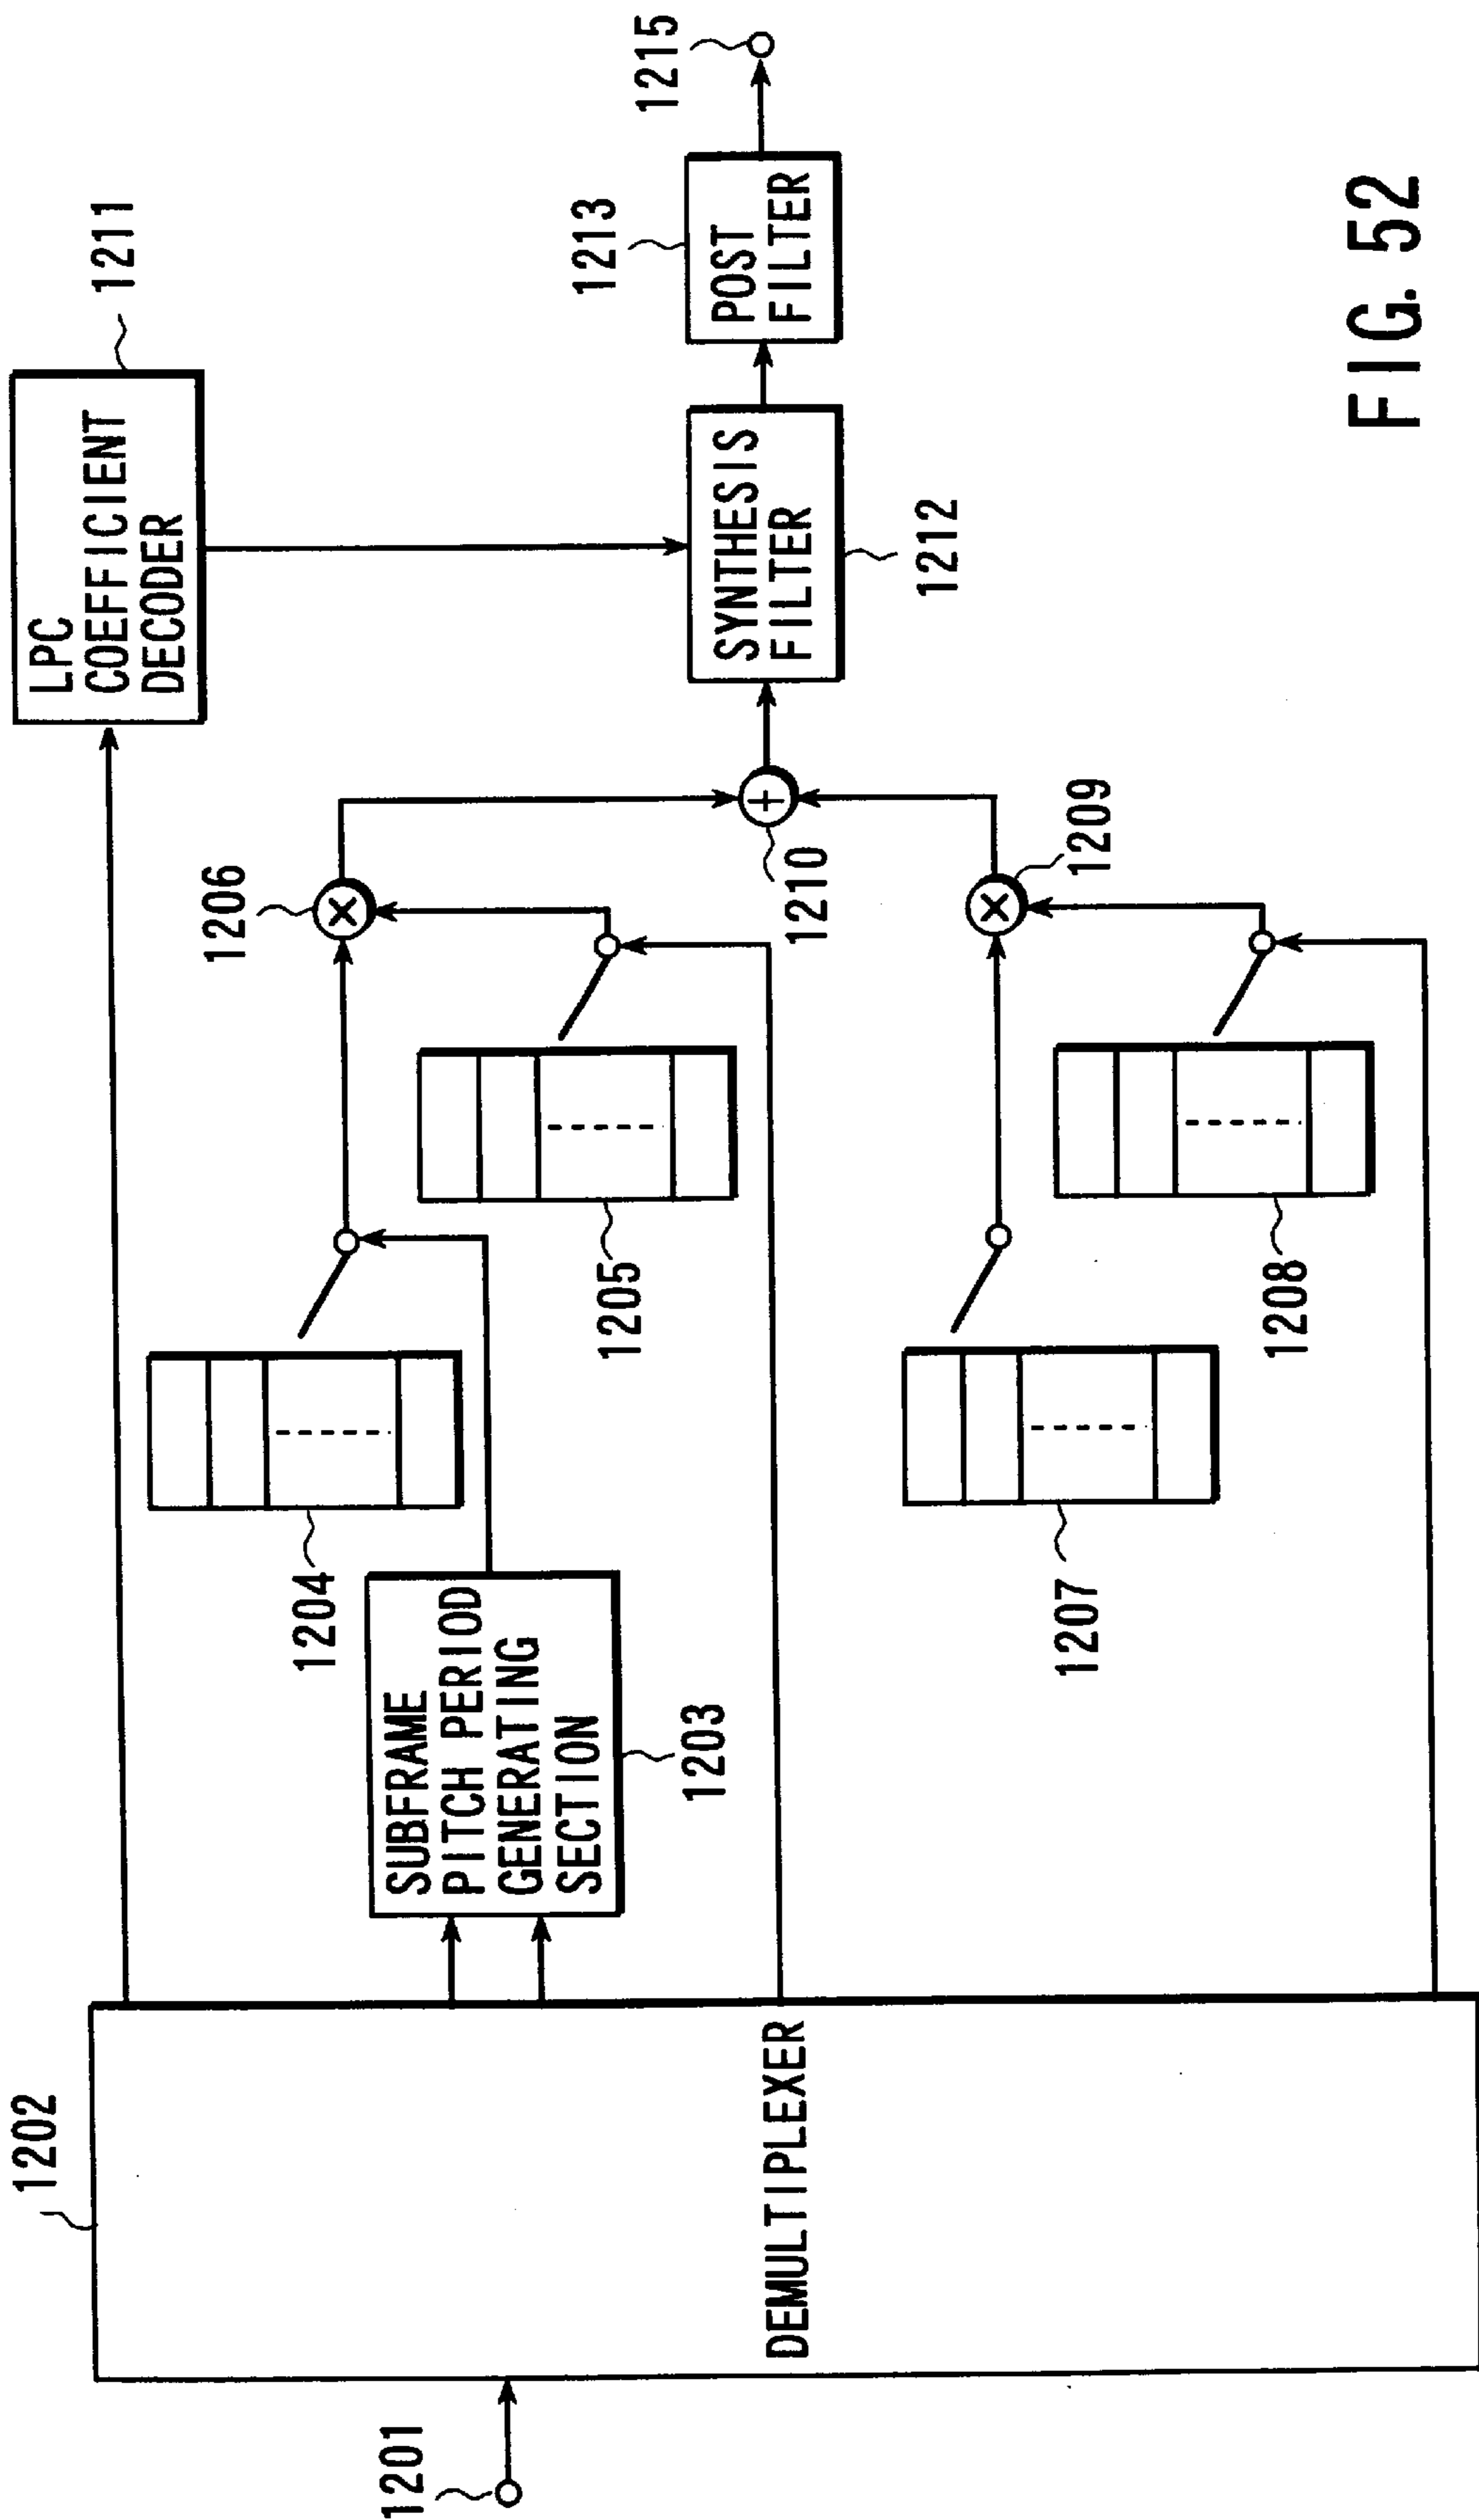 1202
1211
LPC
COEFFICIENT
DECODER
1206
1204
1213
1215
1201
SUBFRAME
PITCH PERIOD
GENERATING
SECTION
1205
1203
DEMULTIPLEXER
1210
SYNTHESIS
FILTER
POST
FILTER
1212
1207
1209
1208
FIG. 52